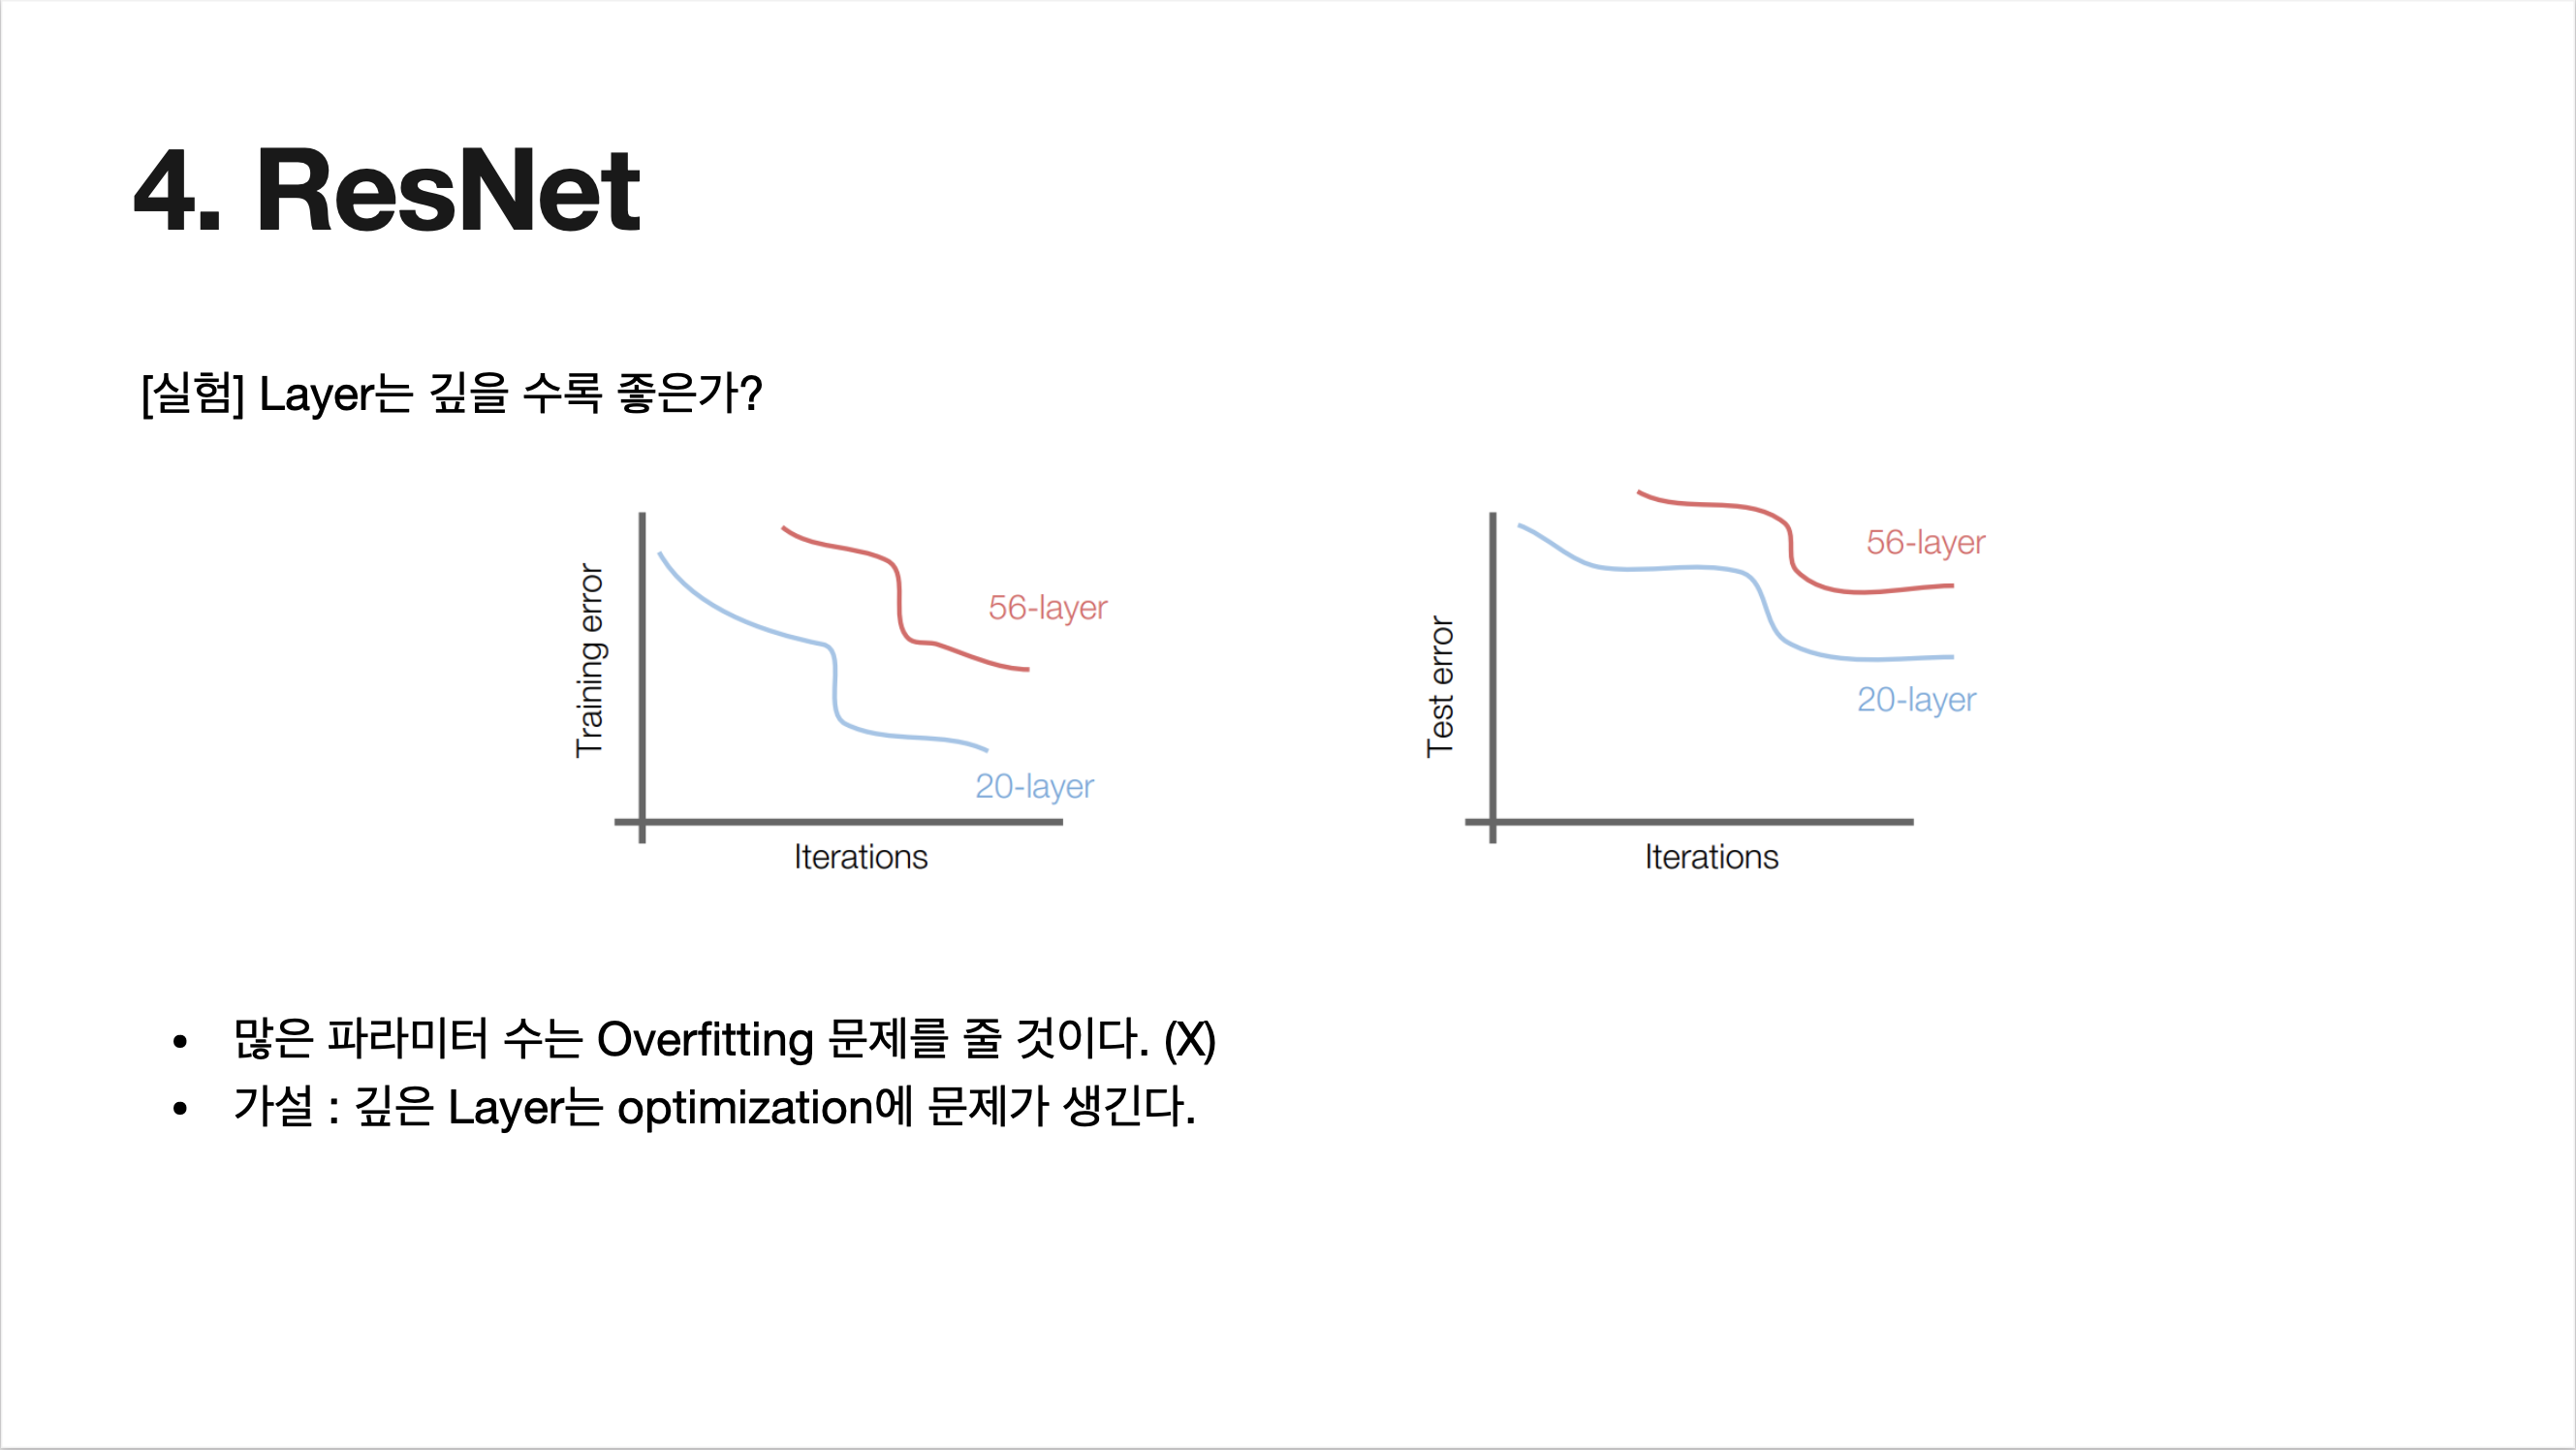 4. ResNet
[실험] Layer는 깊을 수록 좋은가?
Training error
56-layer
20-layer
Iterations
Test error
56-layer
20-layer
Iterations
• 많은 파라미터 수는 Overfitting 문제를 줄 것이다. (X)
• 가설 : 깊은 Layer는 optimization에 문제가 생긴다.